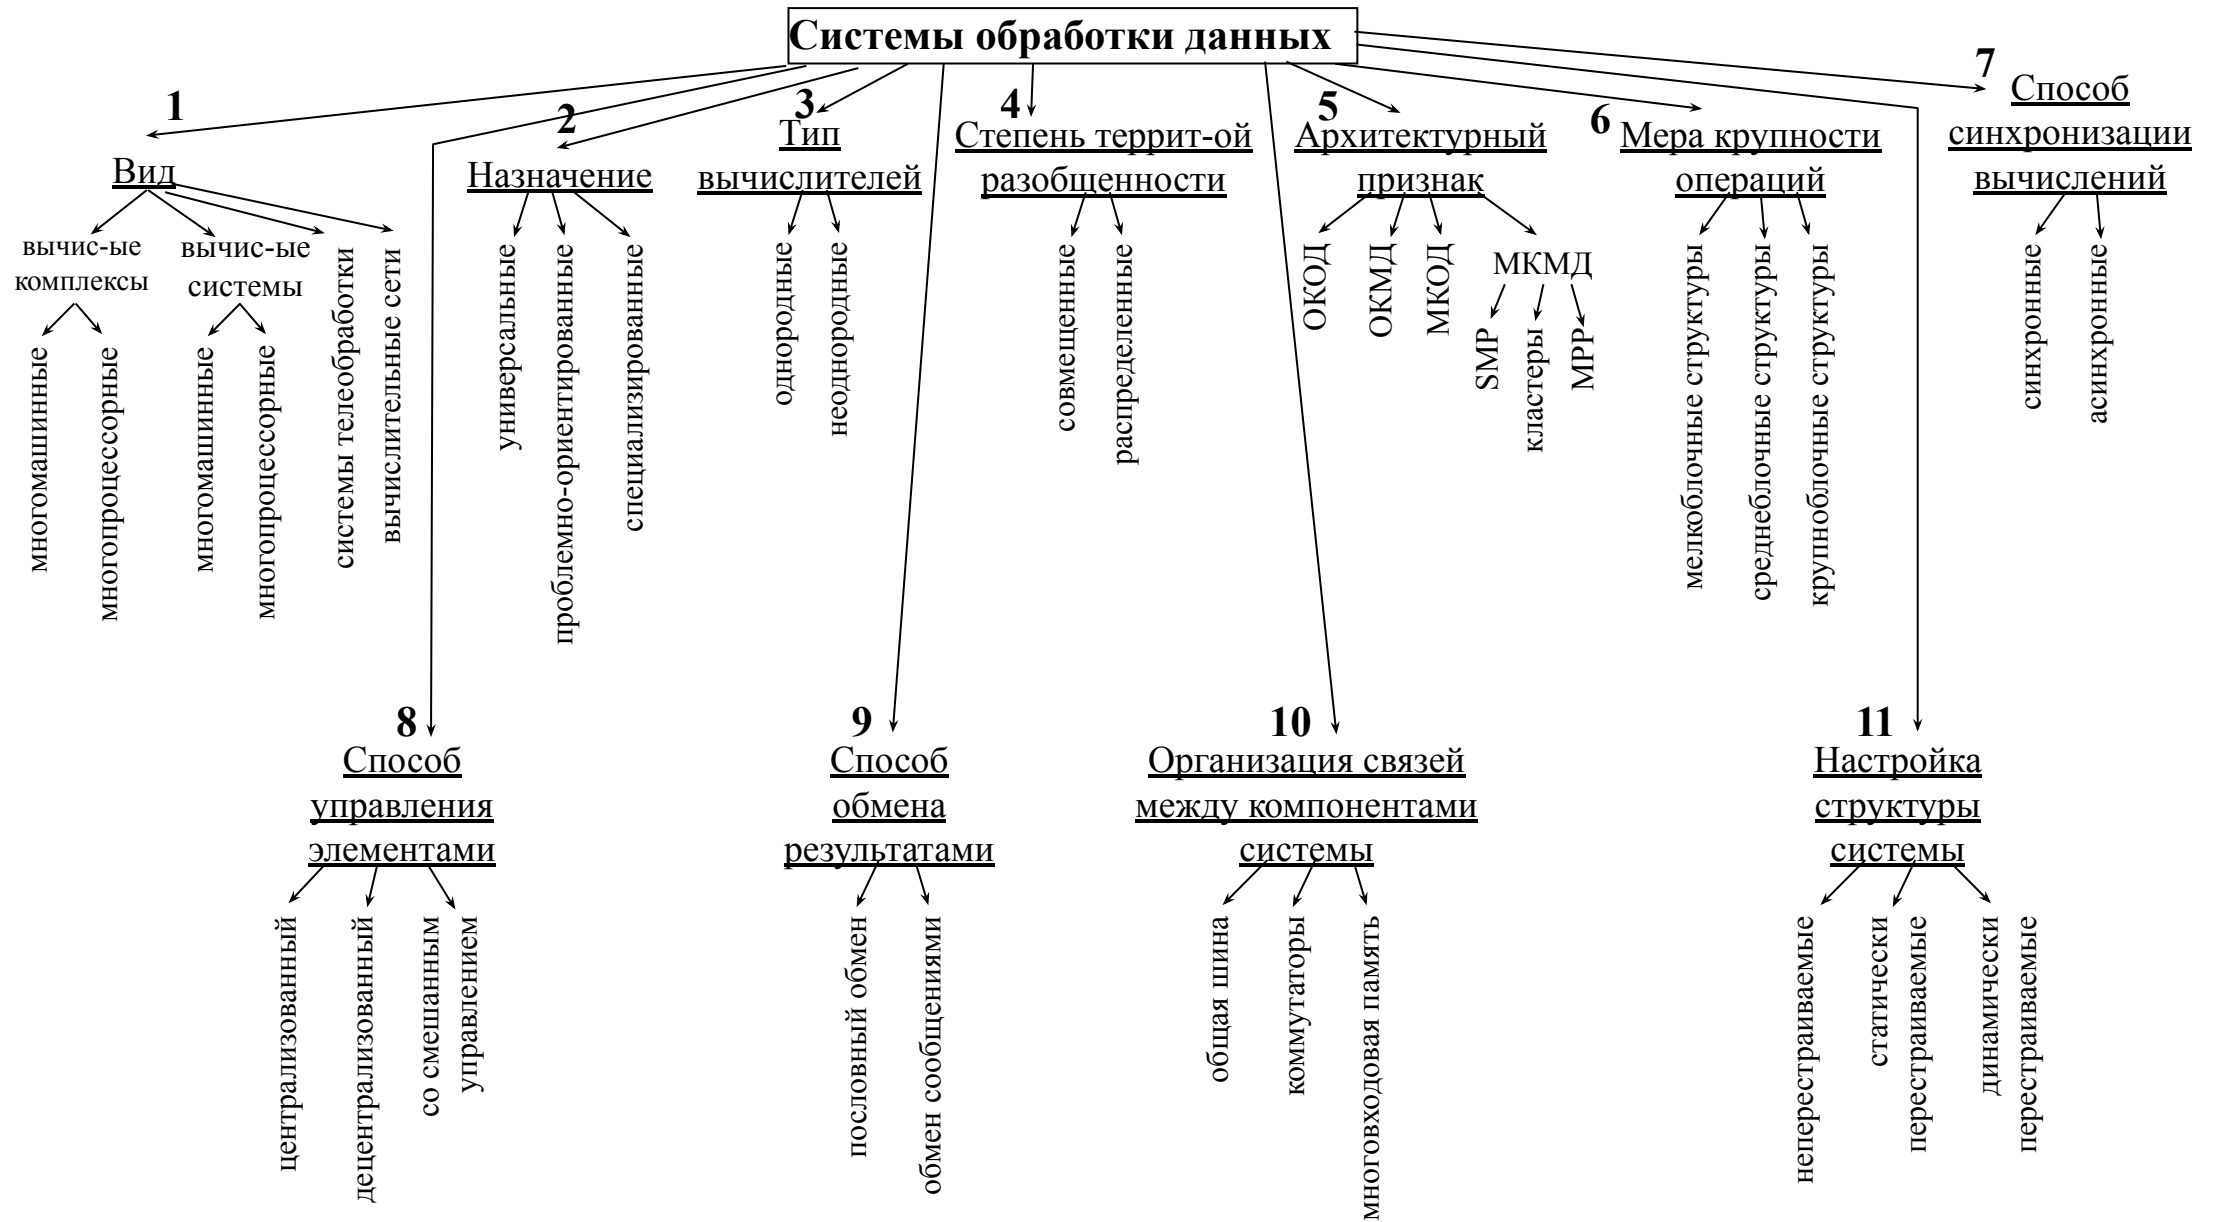 Системы обработки данных
1
Вид
вычис-ые
комплексы
многомашинные
многопроцессорные
вычис-ые
системы
многомашинные
многопроцессорные
системы телеобработки
вычислительные сети
2
Назначение
универсальные
проблемно-ориентированные
специализированные
3
Тип
вычислителей
однородные
неоднородные
4
Степень террит-ой
разобщенности
совмещенные
распределенные
5
Архитектурный
признак
ОКОД
ОКМД
МКОД
МКМД
SMP
кластеры
MPP
6
Мера крупности
операций
мелкоблочные структуры
среднеблочные структуры
крупноблочные структуры
7
Способ
синхронизации
вычислений
синхронные
асинхронные
8
Способ
управления
элементами
централизованный
децентрализованный
со смешанным
управлением
9
Способ
обмена
результатами
пословный обмен
обмен сообщениями
10
Организация связей
между компонентами
системы
общая шина
коммутаторы
многовходовая память
11
Настройка
структуры
системы
неперестраиваемые
статически
перестраиваемые
динамически
перестраиваемые